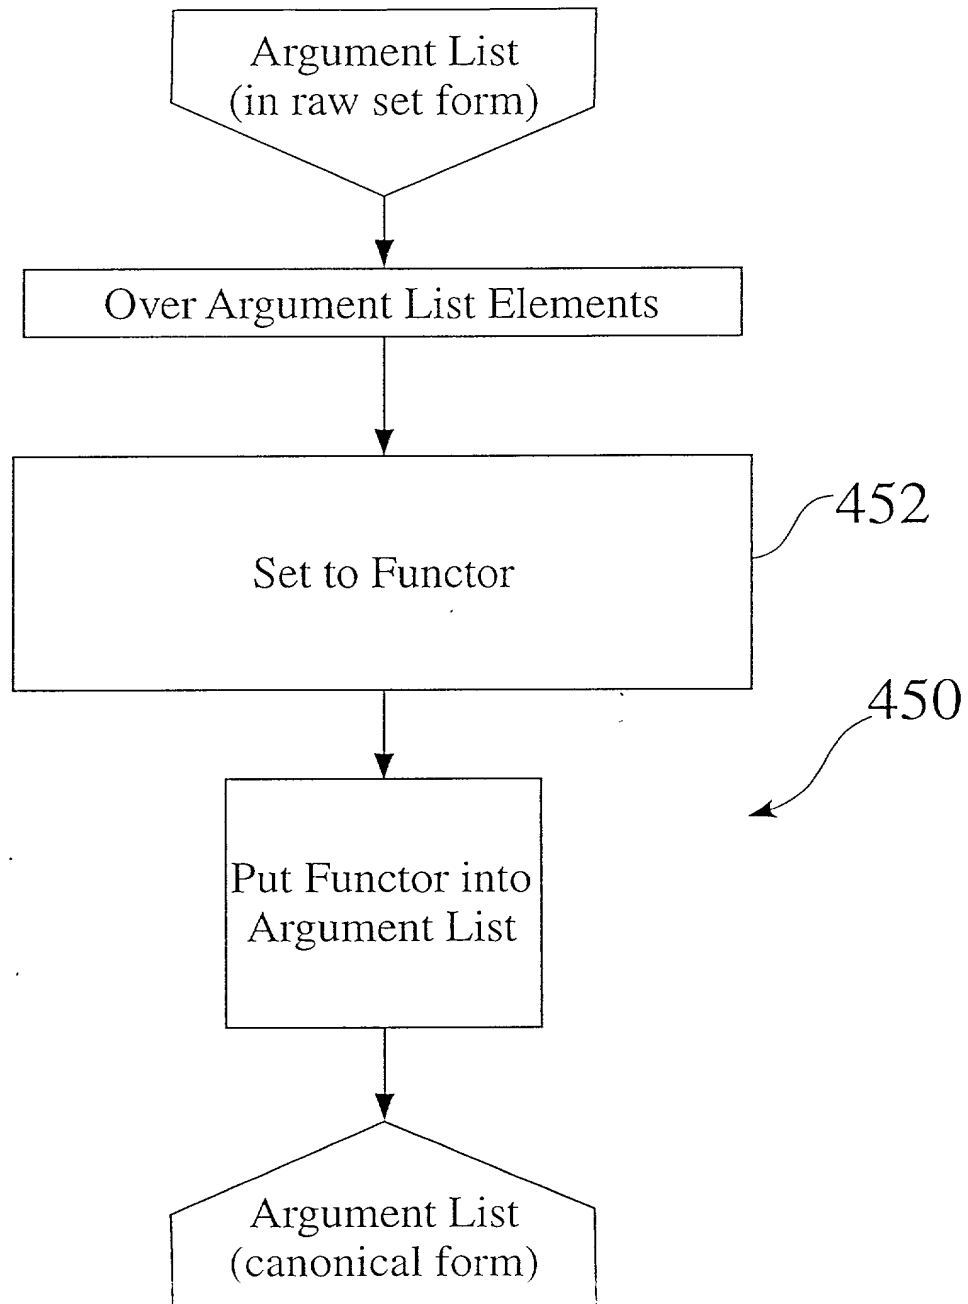 Argument List
(in raw set form)
Over Argument List Elements
452
Set to Functor
450
Put Functor into
Argument List
Argument List
(canonical form)